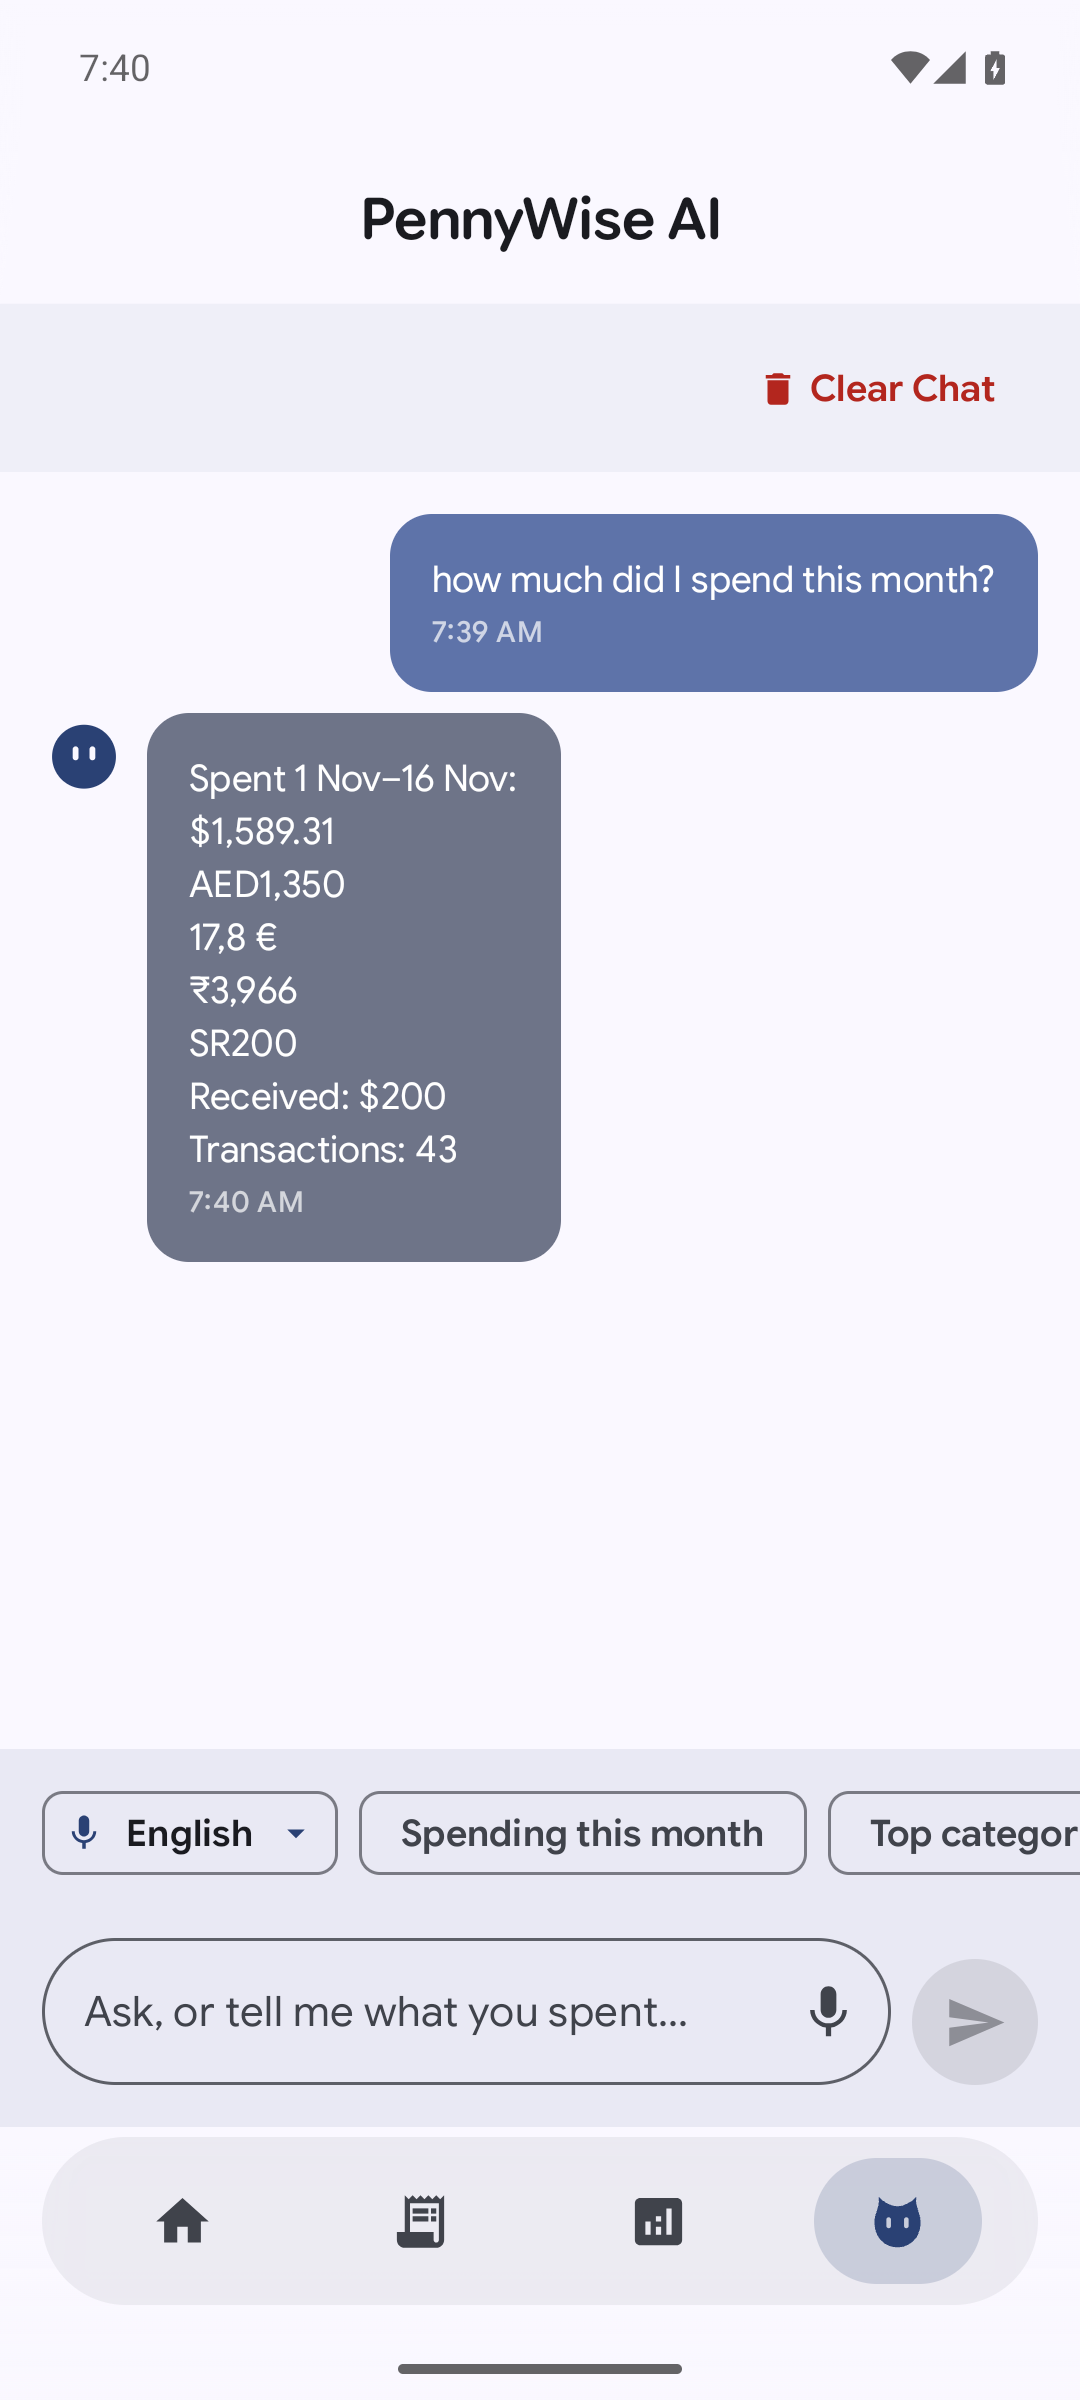 7:40
PennyWise AI
Clear Chat
how much did I spend this month?
7:39 AM
Spent 1 Nov–16 Nov:
$1,589.31
AED1,350
17,8 €
₹3,966
SR200
Received: $200
Transactions: 43
7:40 AM
English
Spending this month
Top categor
Ask, or tell me what you spent...